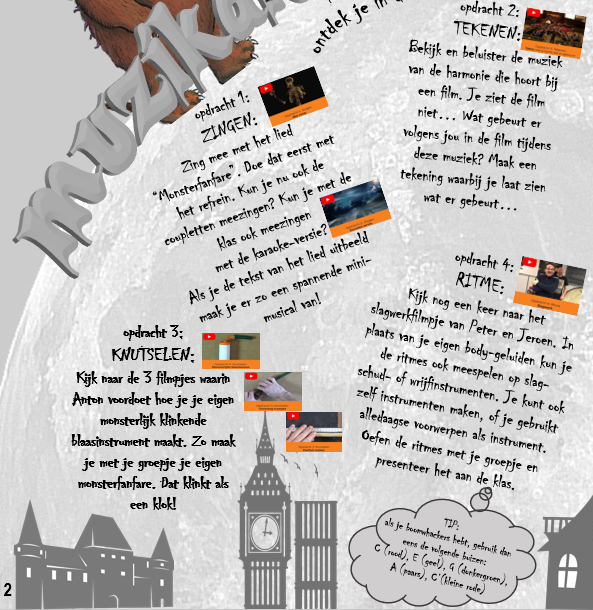 muzika
ontdek je in d
opdracht 1:
ZINGEN:
Zing mee met het lied
"Monsterfanfare". Doe dat eerst met
het refrein. Kun je nu ook de
coupletten meezingen? Kun je met de
klas ook meezingen
met de karaoke-versie?
Als je de tekst van het lied uitbeeld
maak je er zo een spannende mini-
musical van!
opdracht 2:
TEKENEN:
Bekijk en beluister de muziek
van de harmonie die hoort bij
een film. Je ziet de film
niet... Wat gebeurt er
volgens jou in de film tijdens
deze muziek? Maak een
tekening waarbij je laat zien
wat er gebeurt...
opdracht 3:
KNUTSELEN:
Kijk naar de 3 filmpjes waarin
Anton voordoet hoe je je eigen
monsterlijk klinkende
blaasinstrument maakt. Zo maak
je met je groepje je eigen
monsterfanfare. Dat klinkt als
een klok!
opdracht 4:
RITME:
Kijk nog een keer naar het
slagwerkfilmpje van Peter en Jeroen. In
plaats van je eigen body-geluiden kun je
de ritmes ook meespelen op slag-
schud- of wrijfinstrumenten. Je kunt ook
zelf instrumenten maken, of je gebruikt
alledaagse voorwerpen als instrument.
Oefen de ritmes met je groepje en
presenteer het aan de klas.
TIP:
als je boomwhackers hebt, gebruik dan
eens de volgende buizen:
C (rood), E (geel), G (donkergroen),
A (paars), C'(kleine rode)
2